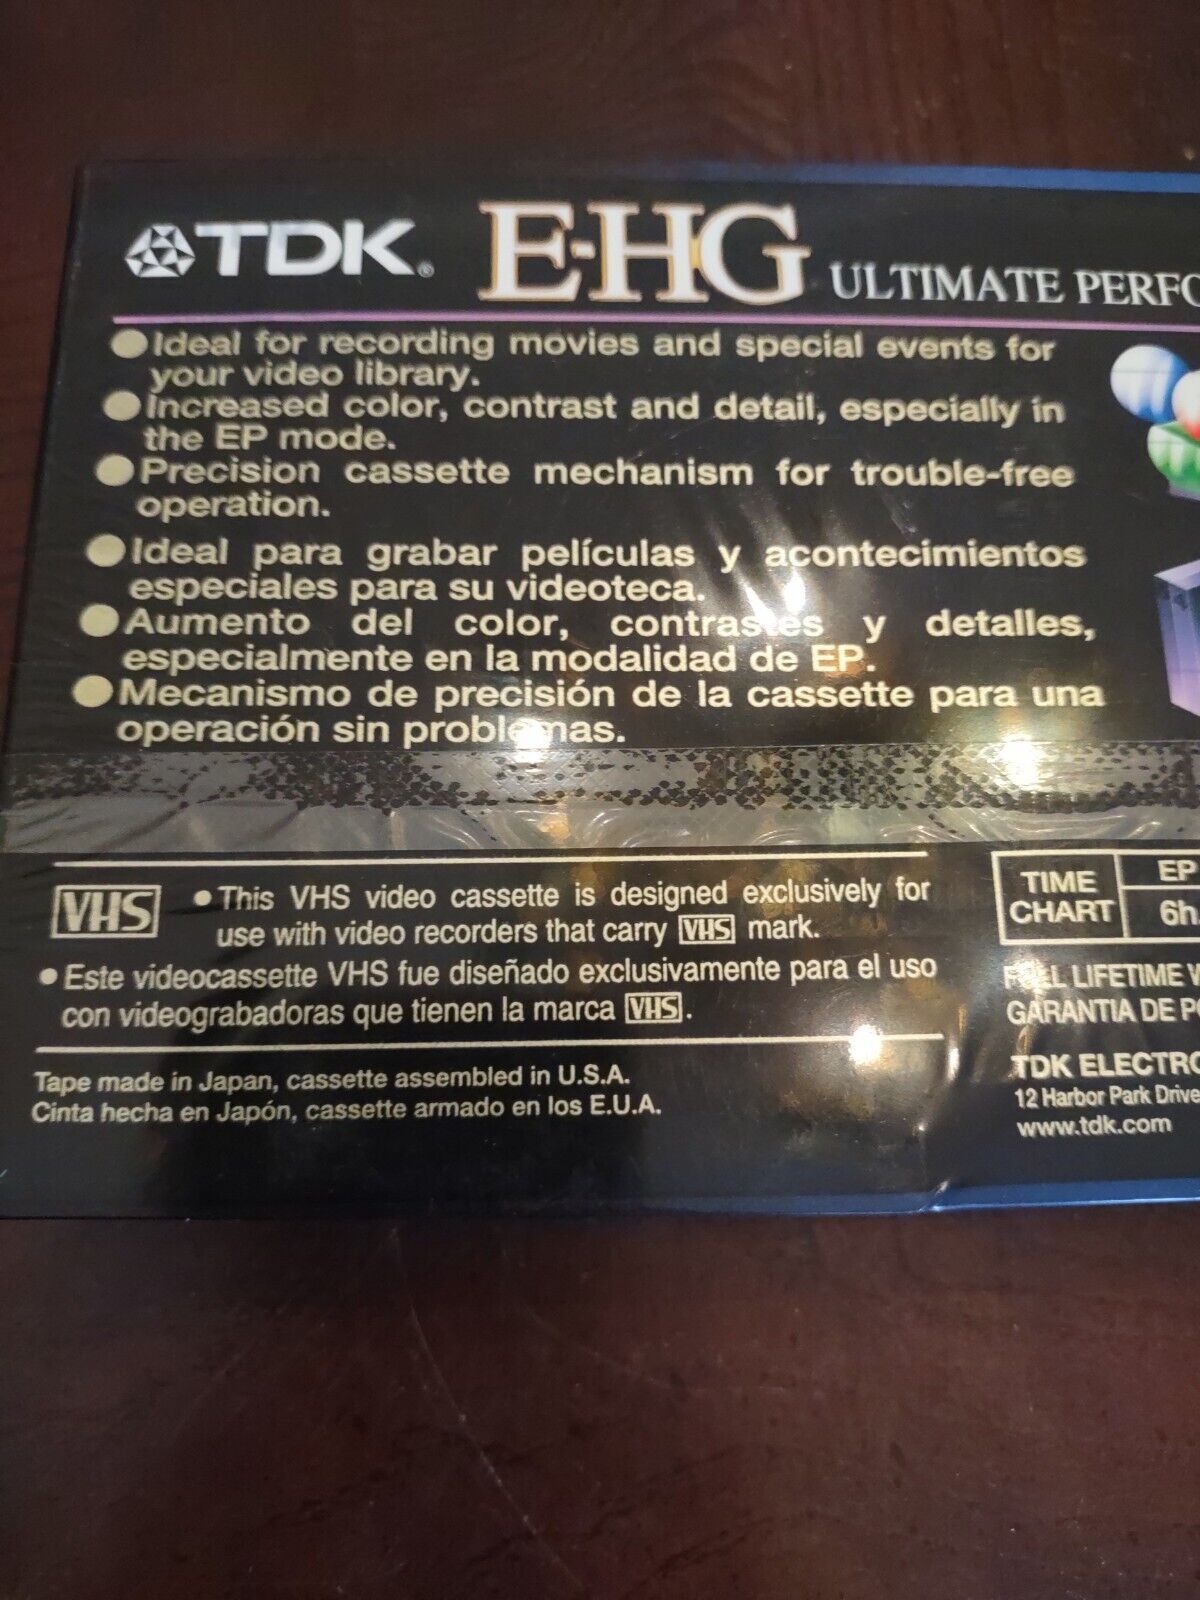 TDK® E-HG ULTIMATE
● Ideal for recording movies and special events for
your video library.
● Increased color, contrast and detail, especially in
the EP mode.
● Precision cassette mechanism for trouble-free
operation.
● Ideal para grabar películas y acontecimientos
especiales para su videoteca.
● Aumento del color, contrastes y detalles,
especialmente en la modalidad de EP.
● Mecanismo de precisión de la cassette para una
operación sin problemas.
VHS • This VHS video cassette is designed exclusively for
use with video recorders that carry VHS mark.
• Este videocassette VHS fue diseñado exclusivamente para el uso
con videograbadoras que tienen la marca VHS.
Tape made in Japan, cassette assembled in U.S.A.
Cinta hecha en Japón, cassette armado en los E.U.A.
TIME
CHART
EP
6h
FULL LIFETIME
GARANTIA DE
TDK
12 Harbor Park Drive
www.tdk.com